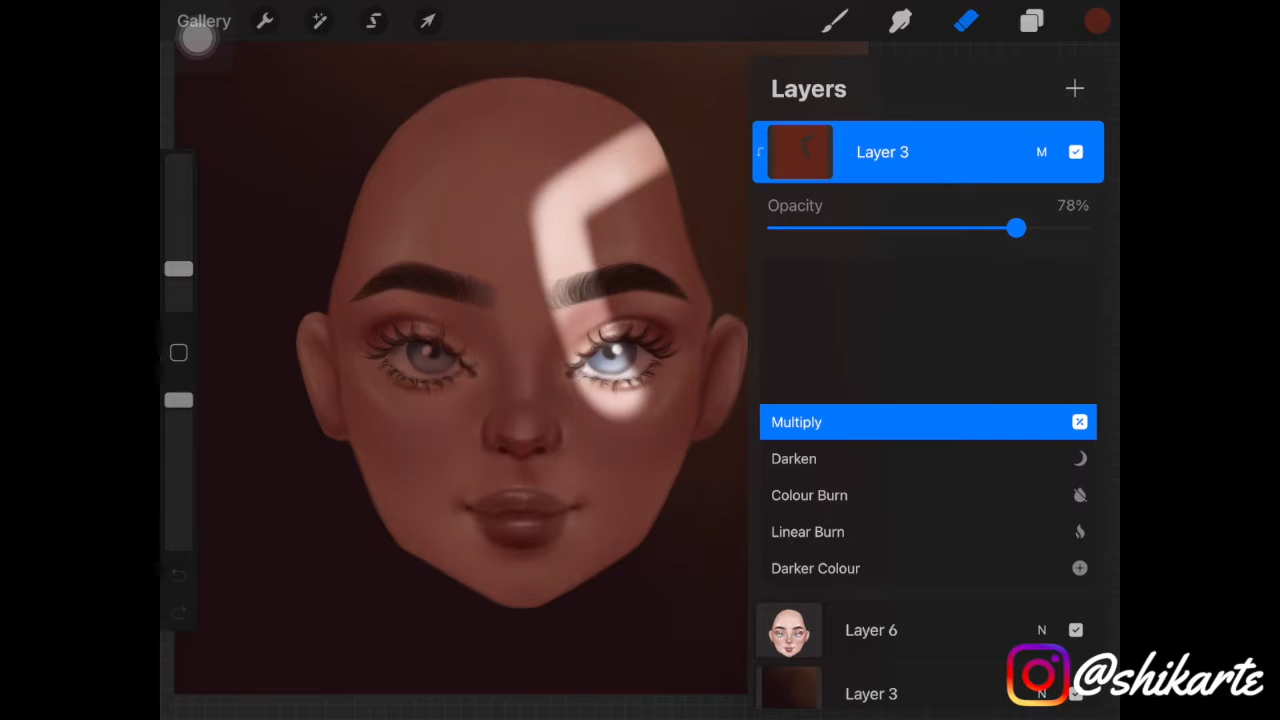 Gallery
Layers
Layer 3 M
Opacity 78%
Multiply
Darken
Colour Burn
Linear Burn
Darker Colour
Layer 6 N
Layer 3 N
@shikarte